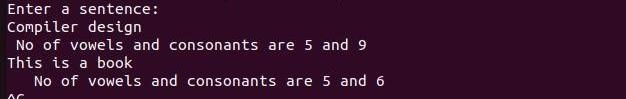 Enter a sentence:
Compiler design
No of vowels and consonants are 5 and 9
This is a book
No of vowels and consonants are 5 and 6
^C